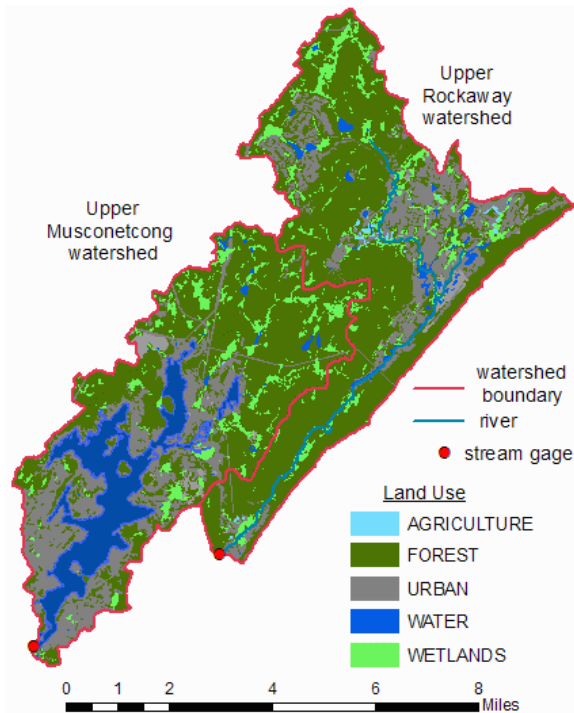 Upper
Rockaway
watershed
Upper
Musconetcong
watershed
watershed
boundary
river
stream gage
Land Use
AGRICULTURE
FOREST
URBAN
WATER
WETLANDS
0 1 2 4 6 8
Miles